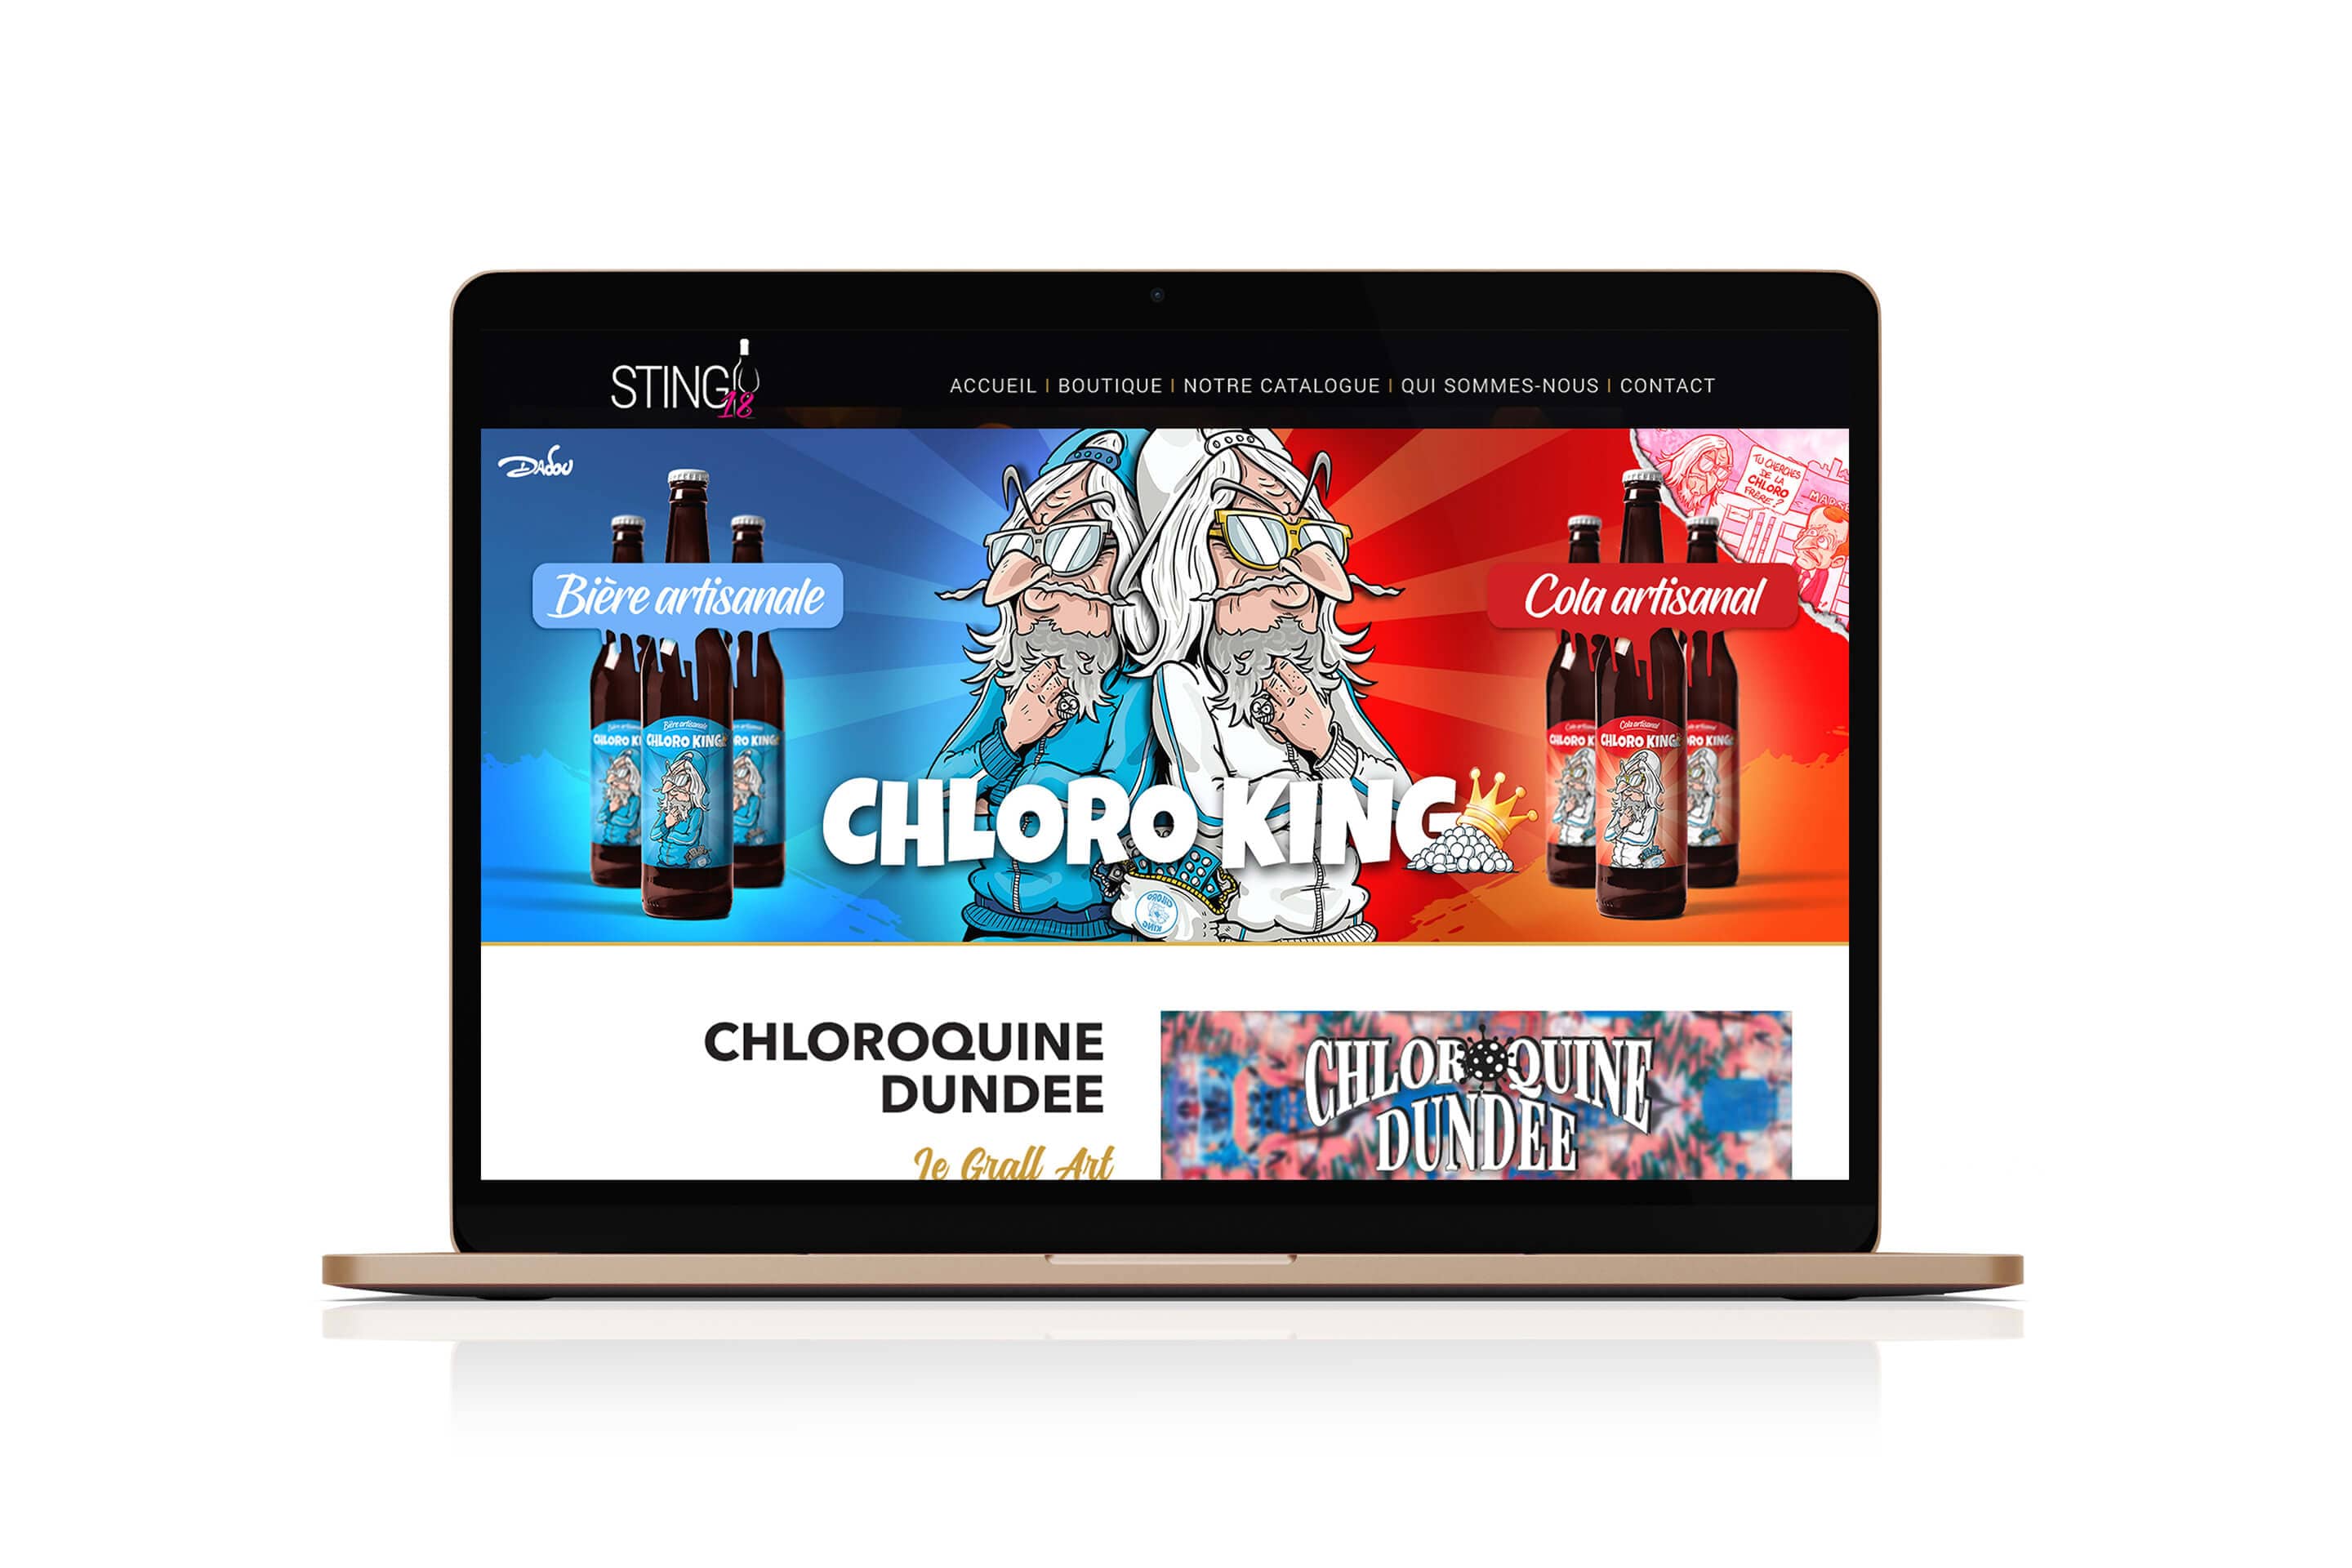 STING
18
ACCUEIL | BOUTIQUE | NOTRE CATALOGUE | QUI SOMMES-NOUS | CONTACT
DADOU
TU CHERCHES
DE LA
CHLORO
FRÈRE ?
Bière artisanale
Cola artisanal
Bière artisanale
CHLORO KING
Cola artisanal
CHLORO KING
CHLORO KING
CHLORO
KING
CHLOROQUINE
DUNDEE
Le Grall Art
CHLOROQUINE
DUNDEE